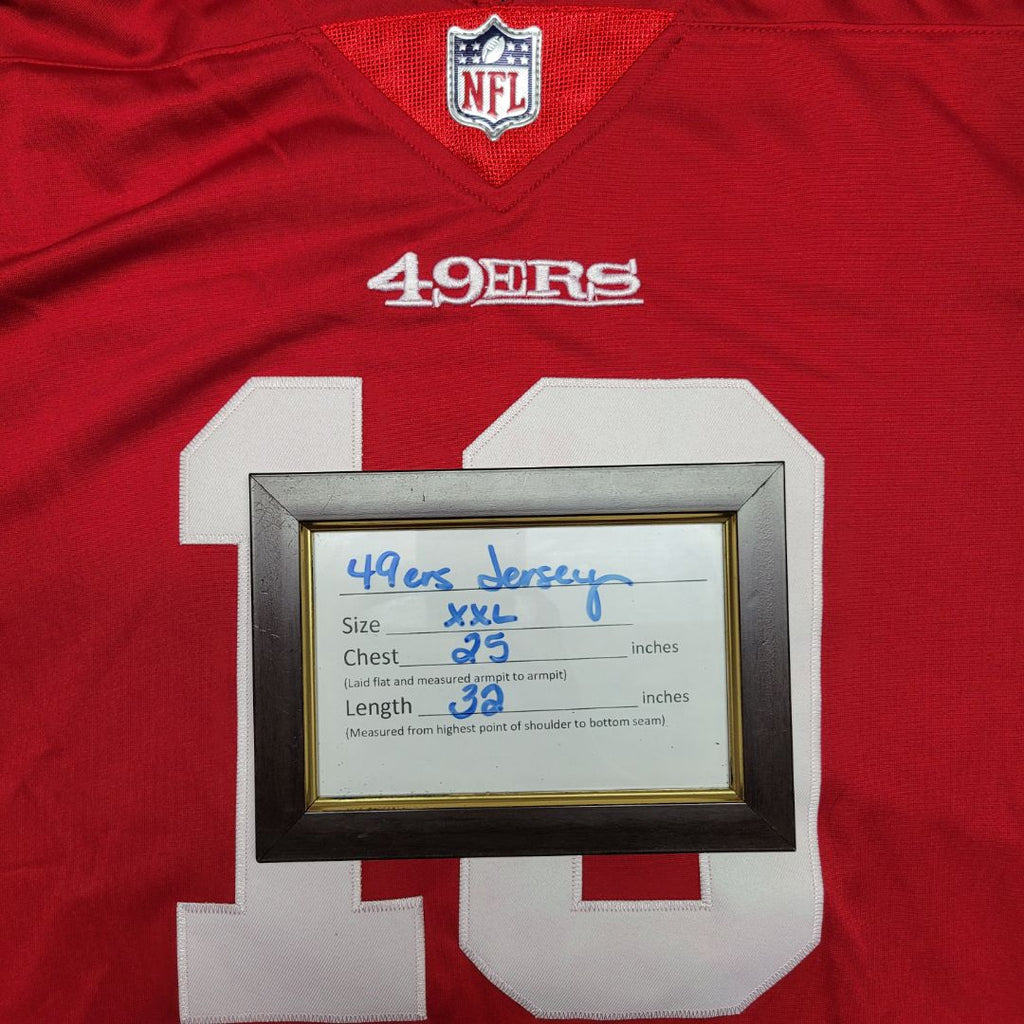 NFL
49ERS
49ers Jersey
Size XXL
Chest 25 inches
(Laid flat and measured armpit to armpit)
Length 32 inches
(Measured from highest point of shoulder to bottom seam)